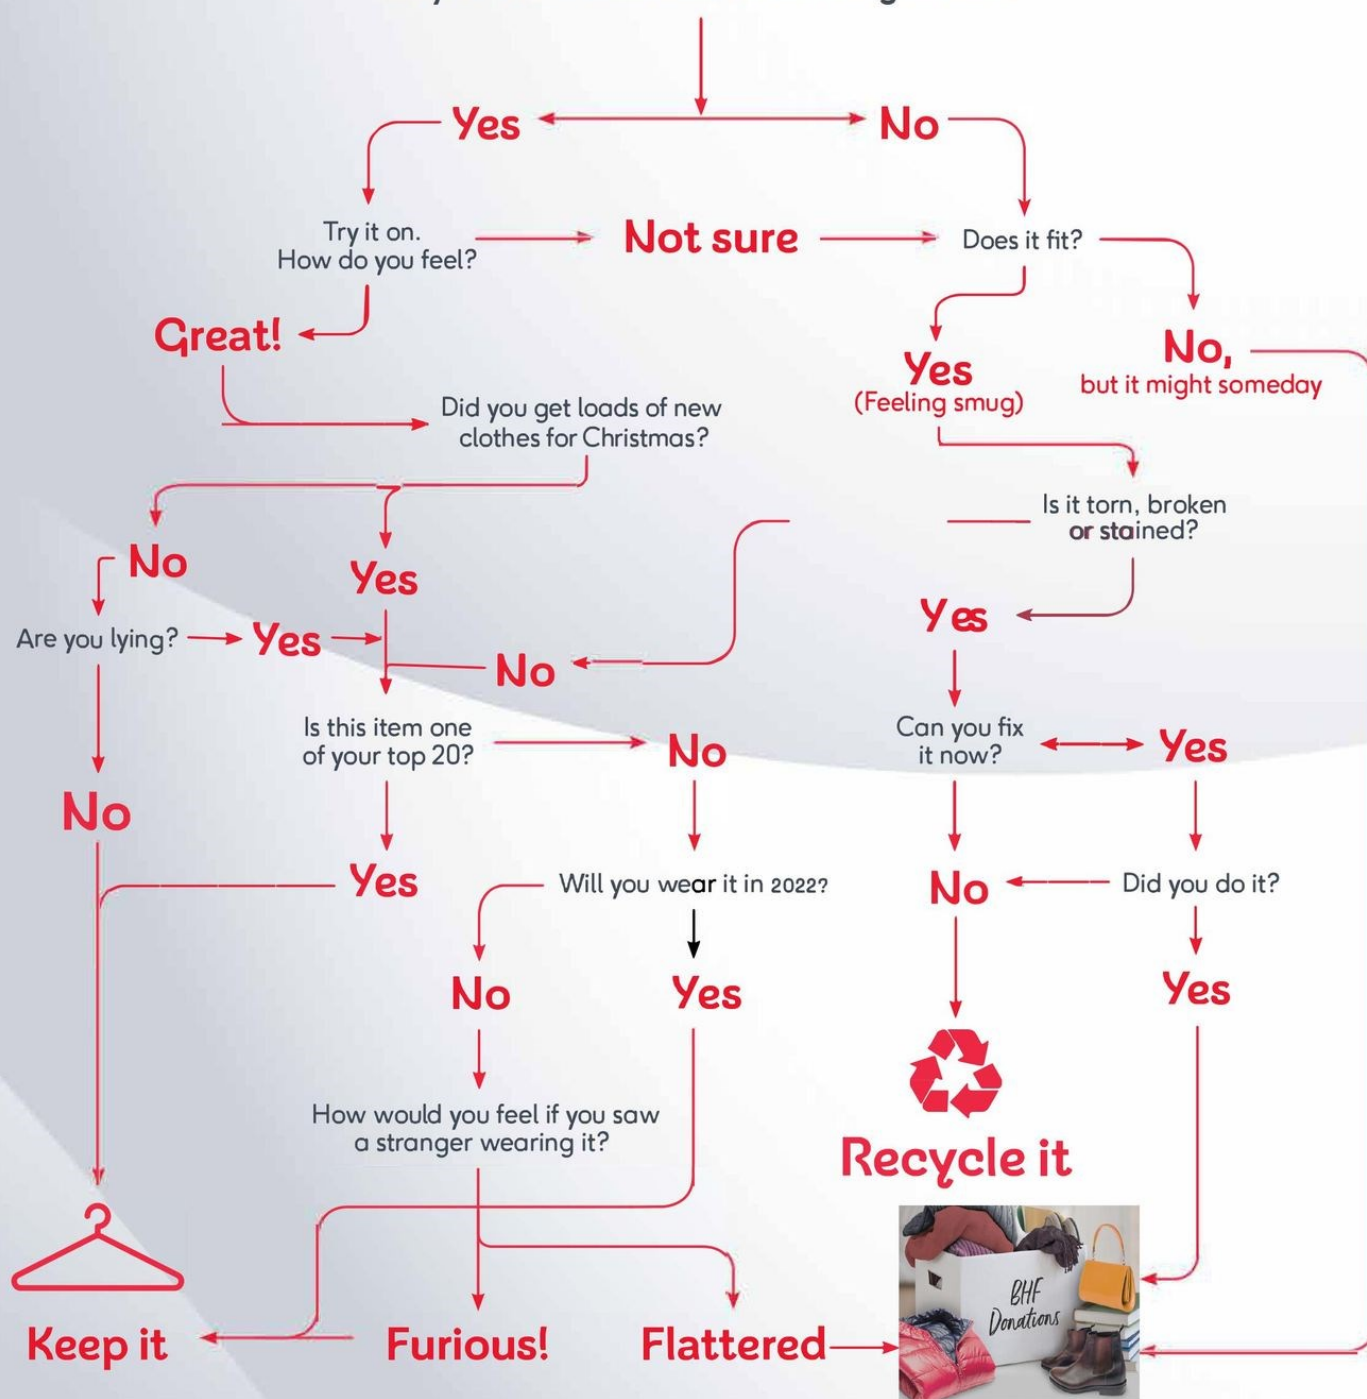 Yes
No
Try it on.
How do you feel?
Not sure
Does it fit?
Great!
Yes
(Feeling smug)
No,
but it might someday
Did you get loads of new
clothes for Christmas?
Is it torn, broken
or stained?
No
Yes
Yes
Are you lying?
Yes
No
Is this item one
of your top 20?
No
Can you fix
it now?
Yes
No
Yes
Will you wear it in 2022?
No
Did you do it?
No
Yes
Yes
How would you feel if you saw
a stranger wearing it?
Recycle it
BHF
Donations
Keep it
Furious!
Flattered